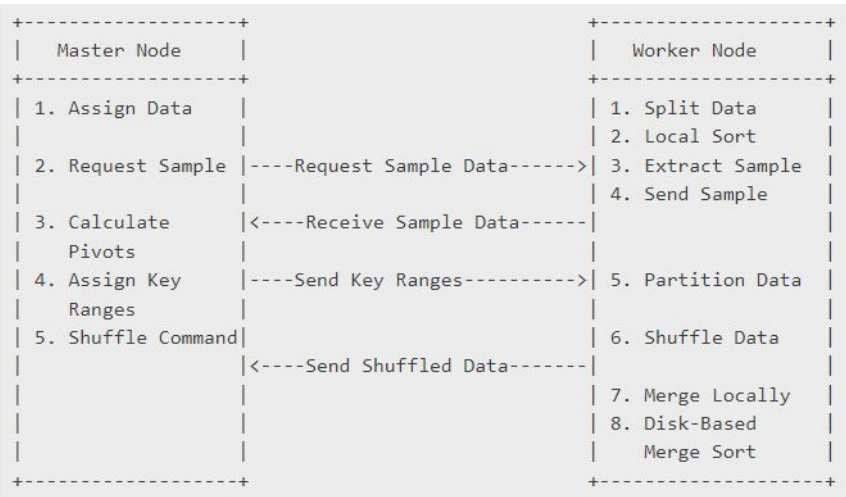 +-------------------+                                  +---------------------+
|   Master Node     |                                  |    Worker Node      |
+-------------------+                                  +---------------------+
| 1. Assign Data    |                                  | 1. Split Data       |
|                   |                                  | 2. Local Sort       |
| 2. Request Sample |----Request Sample Data------>| 3. Extract Sample   |
|                   |                                  | 4. Send Sample      |
| 3. Calculate      |<----Receive Sample Data------|                     |
|    Pivots         |                                  |                     |
| 4. Assign Key     |----Send Key Ranges---------->| 5. Partition Data   |
|    Ranges         |                                  |                     |
| 5. Shuffle Command|                                  | 6. Shuffle Data     |
|                   |<----Send Shuffled Data-------|                     |
|                   |                                  | 7. Merge Locally    |
|                   |                                  | 8. Disk-Based       |
|                   |                                  |    Merge Sort       |
+-------------------+                                  +---------------------+